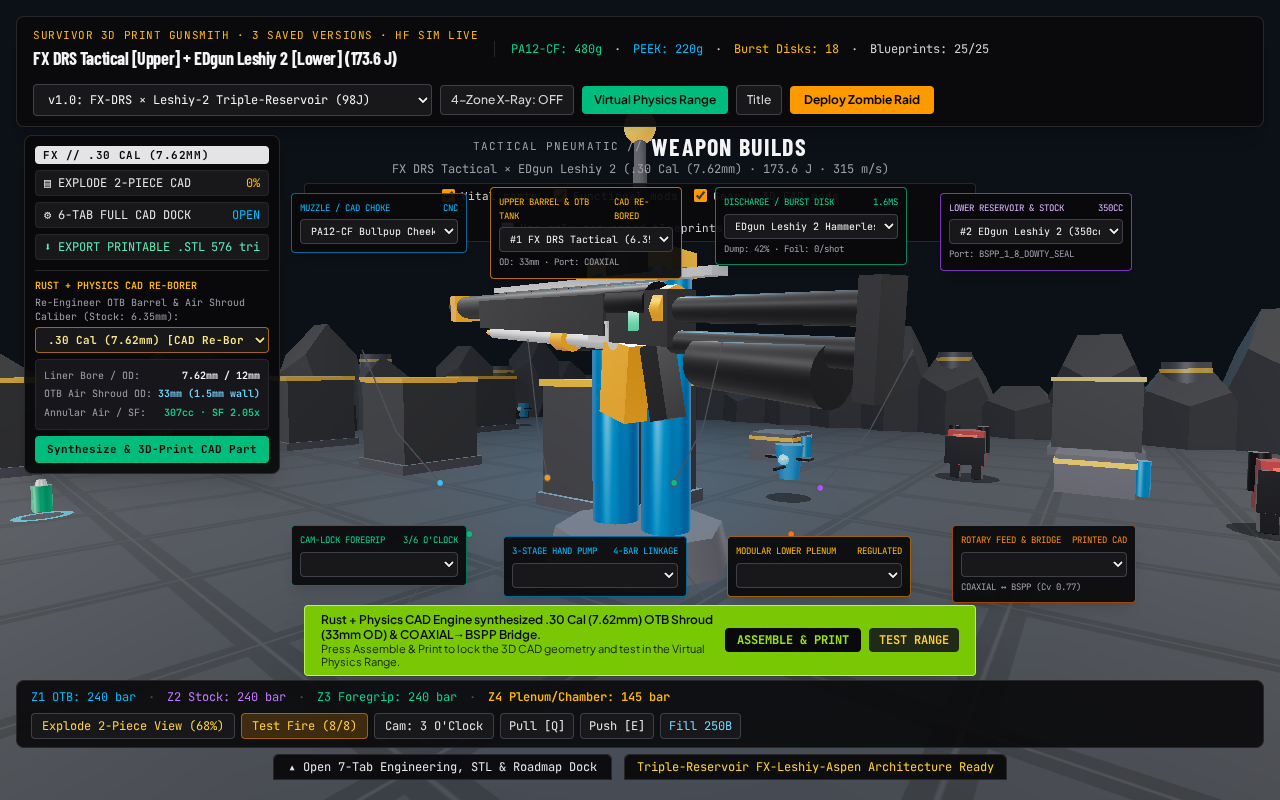 SURVIVOR 3D PRINT GUNSMITH · 3 SAVED VERSIONS · HF SIM LIVE
FX DRS Tactical [Upper] + EDgun Leshiy 2 [Lower] (173.6 J)
PA12-CF: 480g · PEEK: 220g · Burst Disks: 18 · Blueprints: 25/25
v1.0: FX-DRS × Leshiy-2 Triple-Reservoir (98J)
4-Zone X-Ray: OFF
Virtual Physics Range
Title
Deploy Zombie Raid
FX // .30 CAL (7.62MM)
▤ EXPLODE 2-PIECE CAD 0%
⚙ 6-TAB FULL CAD DOCK OPEN
⬇ EXPORT PRINTABLE .STL 576 tri
RUST + PHYSICS CAD RE-BORER
Re-Engineer OTB Barrel & Air Shroud
Caliber (Stock: 6.35mm):
.30 Cal (7.62mm) [CAD Re-Bor
Liner Bore / OD: 7.62mm / 12mm
OTB Air Shroud OD: 33mm (1.5mm wall)
Annular Air / SF: 307cc · SF 2.05x
Synthesize & 3D-Print CAD Part
TACTICAL PNEUMATIC // WEAPON BUILDS
FX DRS Tactical × EDgun Leshiy 2 (.30 Cal (7.62mm) · 173.6 J · 315 m/s)
MUZZLE / CAD CHOKE CNC
PA12-CF Bullpup Cheek
UPPER BARREL & OTB TANK
CAD RE-BORED
#1 FX DRS Tactical (6.35
OD: 33mm · Port: COAXIAL
DISCHARGE / BURST DISK 1.6MS
EDgun Leshiy 2 Hammerles
Dump: 42% · Foil: 0/shot
LOWER RESERVOIR & STOCK 350CC
#2 EDgun Leshiy 2 (350cc
Port: BSPP_1_8_DOWTY_SEAL
CAM-LOCK FOREGRIP 3/6 O'CLOCK
3-STAGE HAND PUMP 4-BAR LINKAGE
MODULAR LOWER PLENUM REGULATED
ROTARY FEED & BRIDGE PRINTED CAD
COAXIAL ↔ BSPP (Cv 0.77)
Rust + Physics CAD Engine synthesized .30 Cal (7.62mm) OTB Shroud
(33mm OD) & COAXIAL→BSPP Bridge.
Press Assemble & Print to lock the 3D CAD geometry and test in the Virtual
Physics Range.
ASSEMBLE & PRINT
TEST RANGE
Z1 OTB: 240 bar · Z2 Stock: 240 bar · Z3 Foregrip: 240 bar · Z4 Plenum/Chamber: 145 bar
Explode 2-Piece View (68%)
Test Fire (8/8)
Cam: 3 O'Clock
Pull [Q]
Push [E]
Fill 250B
▴ Open 7-Tab Engineering, STL & Roadmap Dock
Triple-Reservoir FX-Leshiy-Aspen Architecture Ready